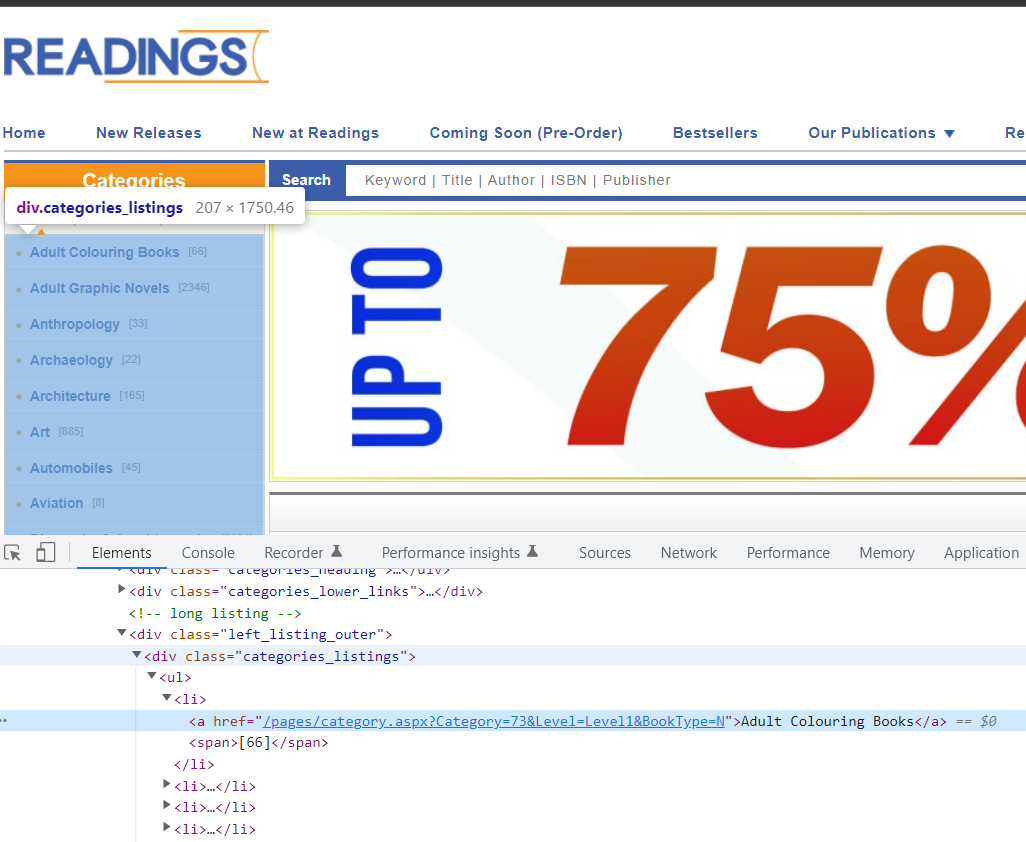 READINGS
Home New Releases New at Readings Coming Soon (Pre-Order) Bestsellers Our Publications ▼ Re
Categories
Search Keyword | Title | Author | ISBN | Publisher
div.categories_listings 207 × 1750.46
Adult Colouring Books [66]
Adult Graphic Novels [2346]
Anthropology [33]
Archaeology [22]
Architecture [165]
Art [885]
Automobiles [45]
Aviation [8]
UP TO 75%
Elements Console Recorder Performance insights Sources Network Performance Memory Application
<div class="categories_heading">…</div>
<div class="categories_lower_links">…</div>
<!-- long listing -->
<div class="left_listing_outer">
<div class="categories_listings">
<ul>
<li>
<a href="/pages/category.aspx?Category=73&Level=Level1&BookType=N">Adult Colouring Books</a> == $0
<span>[66]</span>
</li>
<li>…</li>
<li>…</li>
<li>…</li>